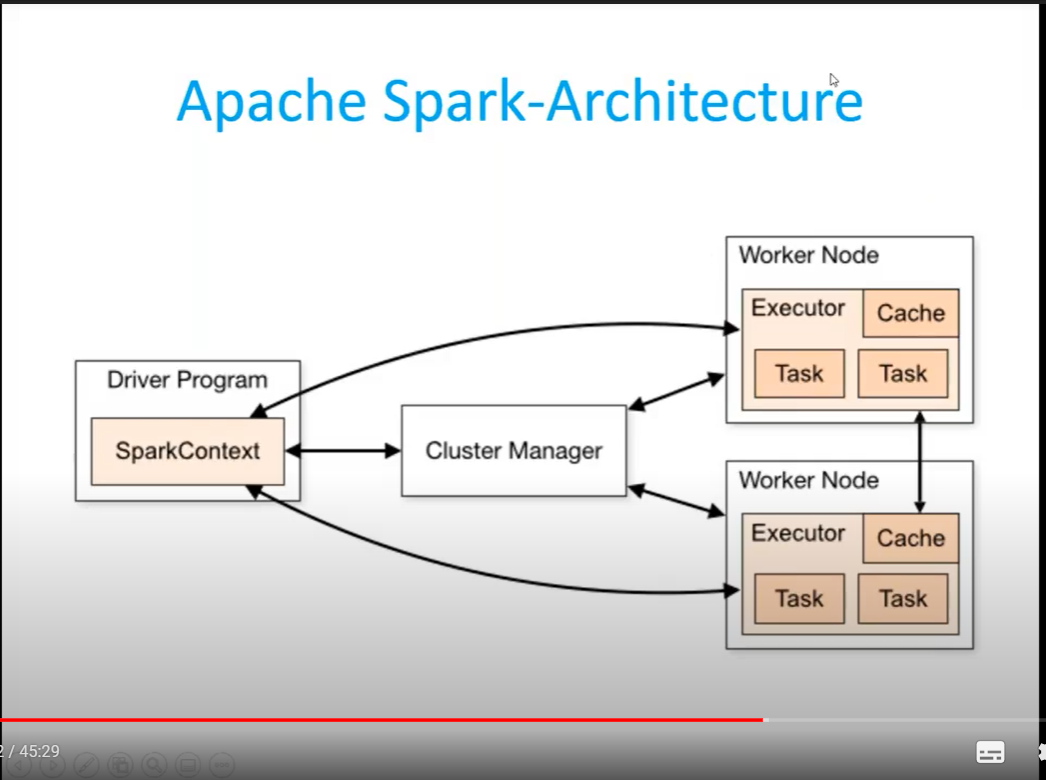 Apache Spark-Architecture
Driver Program
SparkContext
Cluster Manager
Worker Node
Executor
Cache
Task
Task
Worker Node
Executor
Cache
Task
Task
2 / 45:29